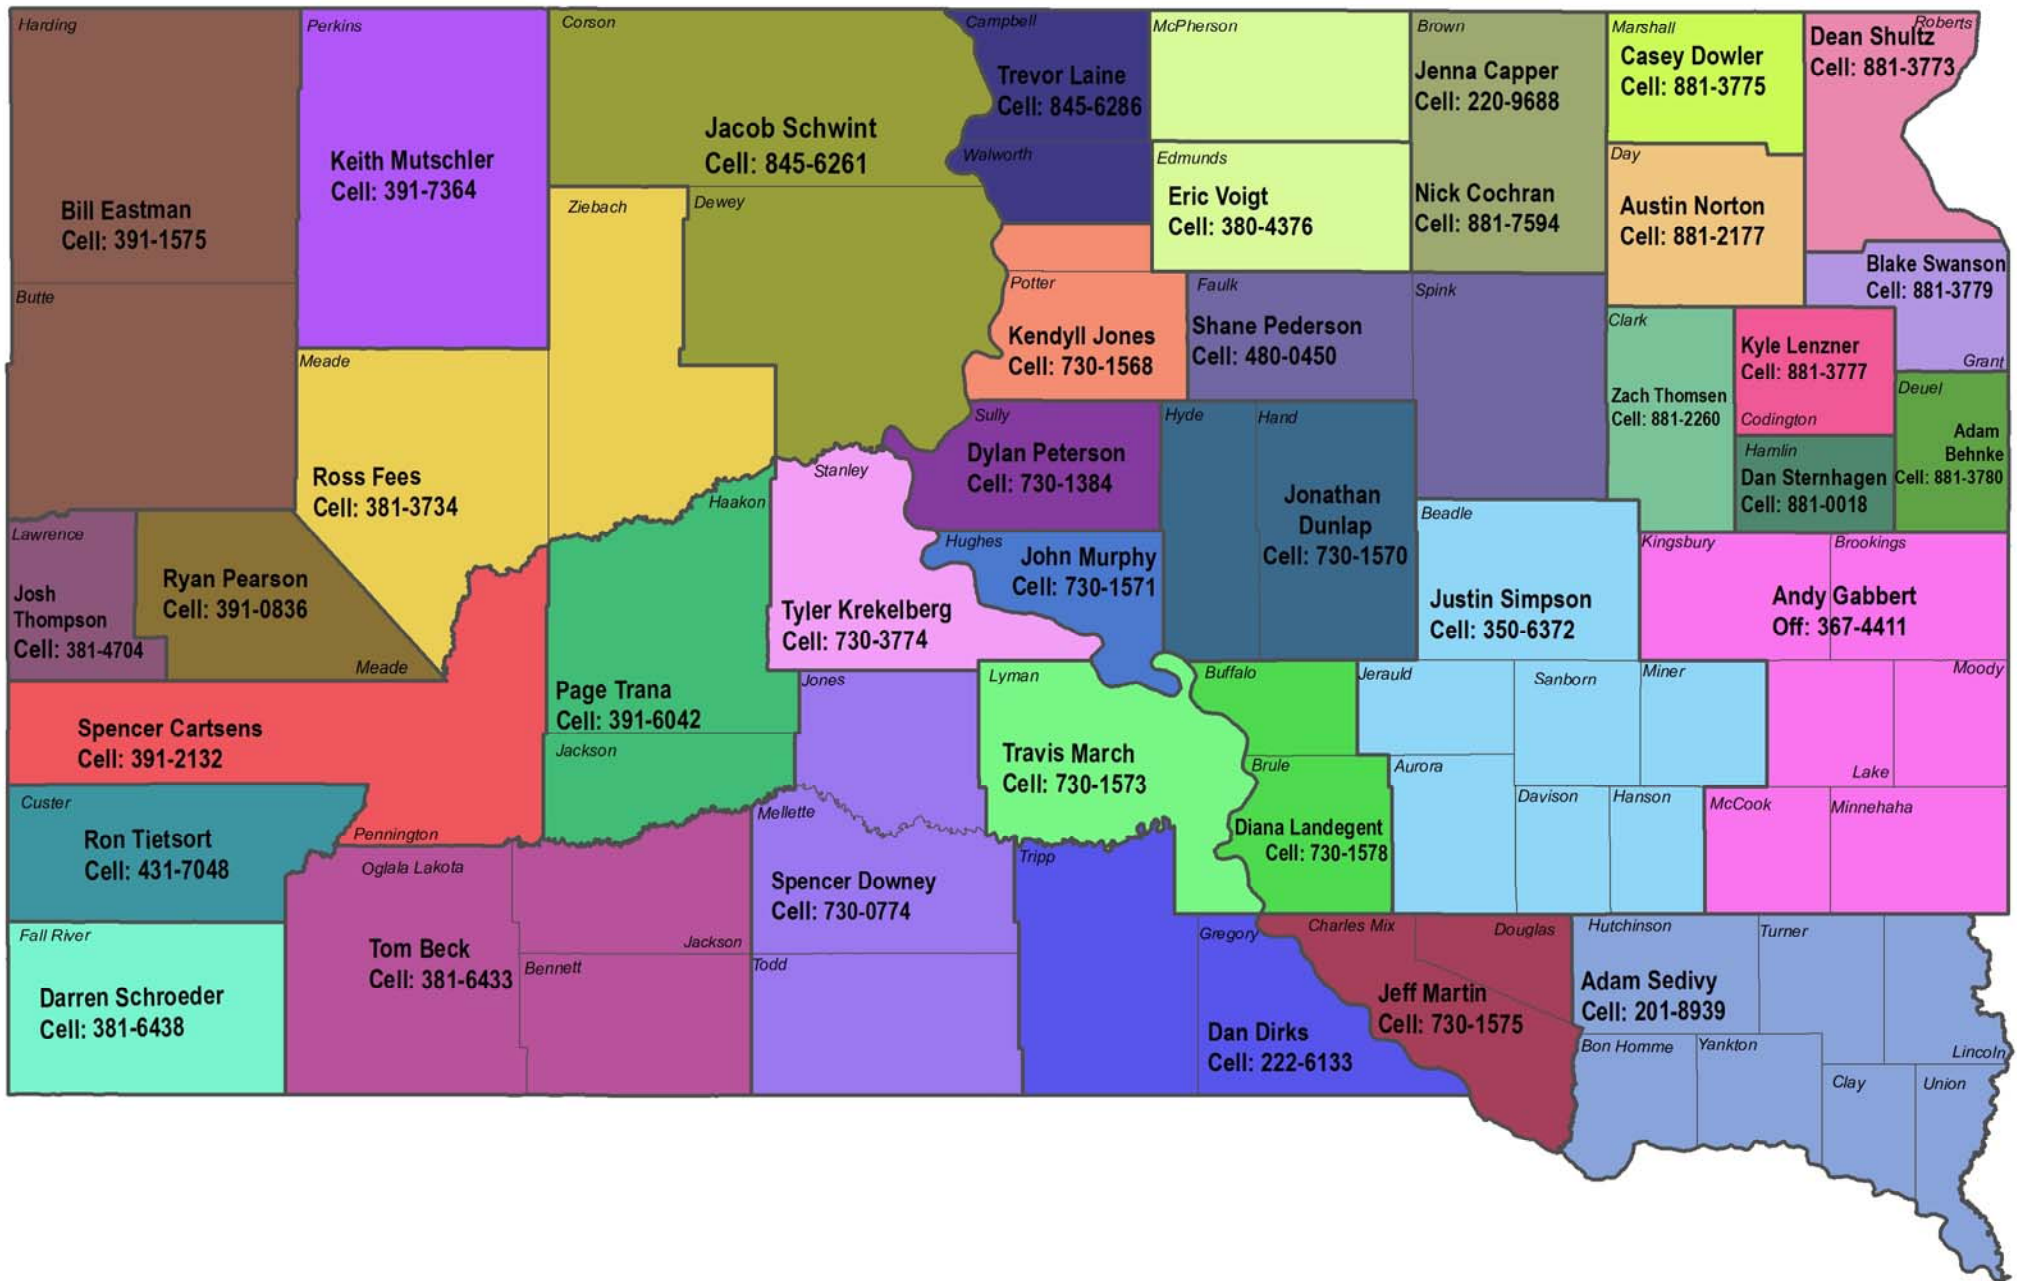 Harding
Perkins
Corson
Campbell
McPherson
Brown
Marshall
Roberts
Dean Shultz
Cell: 881-3773
Casey Dowler
Cell: 881-3775
Trevor Laine
Cell: 845-6286
Jenna Capper
Cell: 220-9688
Jacob Schwint
Cell: 845-6261
Keith Mutschler
Cell: 391-7364
Walworth
Edmunds
Day
Bill Eastman
Cell: 391-1575
Ziebach
Dewey
Eric Voigt
Cell: 380-4376
Nick Cochran
Cell: 881-7594
Austin Norton
Cell: 881-2177
Blake Swanson
Cell: 881-3779
Grant
Butte
Potter
Faulk
Spink
Clark
Kendyll Jones
Cell: 730-1568
Shane Pederson
Cell: 480-0450
Kyle Lenzner
Cell: 881-3777
Codington
Meade
Zach Thomsen
Cell: 881-2260
Deuel
Adam
Behnke
Cell: 881-3780
Sully
Dylan Peterson
Cell: 730-1384
Hyde
Hand
Jonathan
Dunlap
Cell: 730-1570
Hamlin
Dan Sternhagen
Cell: 881-0018
Ross Fees
Cell: 381-3734
Stanley
Haakon
Lawrence
Josh
Thompson
Cell: 381-4704
Ryan Pearson
Cell: 391-0836
Meade
Hughes
John Murphy
Cell: 730-1571
Beadle
Justin Simpson
Cell: 350-6372
Kingsbury
Brookings
Andy Gabbert
Off: 367-4411
Tyler Krekelberg
Cell: 730-3774
Page Trana
Cell: 391-6042
Jones
Lyman
Buffalo
Jerauld
Sanborn
Miner
Moody
Spencer Cartsens
Cell: 391-2132
Jackson
Travis March
Cell: 730-1573
Brule
Aurora
Lake
Custer
Ron Tietsort
Cell: 431-7048
Pennington
Mellette
Davison
Hanson
McCook
Minnehaha
Diana Landegent
Cell: 730-1578
Oglala Lakota
Tripp
Spencer Downey
Cell: 730-0774
Fall River
Darren Schroeder
Cell: 381-6438
Tom Beck
Cell: 381-6433
Jackson
Bennett
Todd
Gregory
Charles Mix
Douglas
Hutchinson
Turner
Dan Dirks
Cell: 222-6133
Jeff Martin
Cell: 730-1575
Adam Sedivy
Cell: 201-8939
Bon Homme
Yankton
Lincoln
Clay
Union